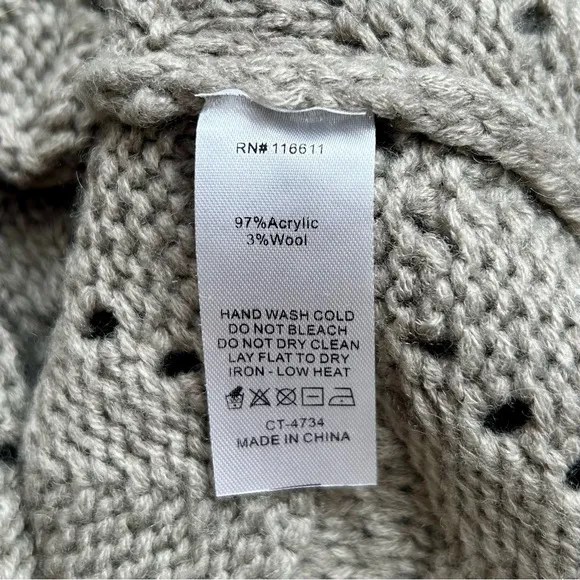 RN# 116611
97%Acrylic
3%Wool
HAND WASH COLD
DO NOT BLEACH
DO NOT DRY CLEAN
LAY FLAT TO DRY
IRON - LOW HEAT
CT-4734
MADE IN CHINA